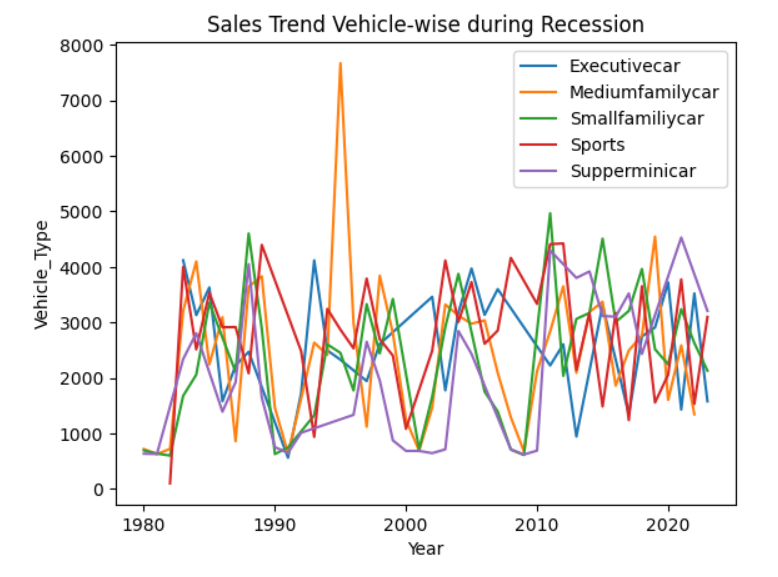 Sales Trend Vehicle-wise during Recession
8000
7000
6000
5000
4000
3000
2000
1000
0
Vehicle_Type
Executivecar
Mediumfamilycar
Smallfamiliycar
Sports
Supperminicar
1980
1990
2000
2010
2020
Year